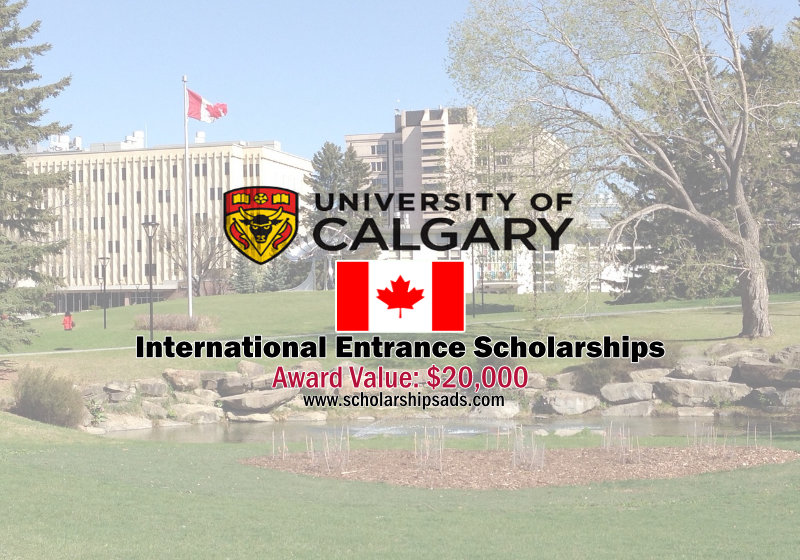 UNIVERSITY OF
CALGARY
International Entrance Scholarships
Award Value: $20,000
www.scholarshipsads.com